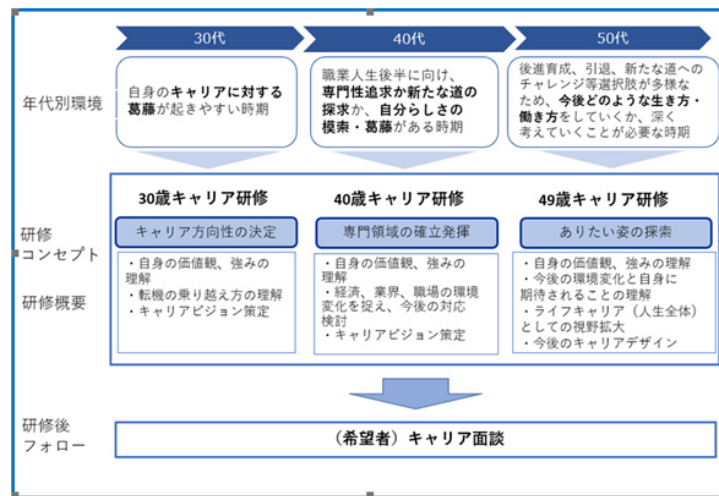 30代
40代
50代
年代別環境
自身のキャリアに対する
葛藤が起きやすい時期
職業人生後半に向け、
専門性追求か新たな道の
探求か、自分らしさの
模索・葛藤がある時期
後進育成、引退、新たな道への
チャレンジ等選択肢が多様な
ため、今後どのような生き方・
働き方をしていくか、深く
考えていくことが必要な時期
30歳キャリア研修
40歳キャリア研修
49歳キャリア研修
研修
コンセプト
キャリア方向性の決定
専門領域の確立発揮
ありたい姿の探索
研修概要
・自身の価値観、強みの
理解
・転機の乗り越え方の理解
・キャリアビジョン策定
・自身の価値観、強みの
理解
・経済、業界、職場の環境
変化を捉え、今後の対応
検討
・キャリアビジョン策定
・自身の価値観、強みの理解
・今後の環境変化と自身に
期待されることの理解
・ライフキャリア（人生全体）
としての視野拡大
・今後のキャリアデザイン
研修後
フォロー
（希望者）キャリア面談